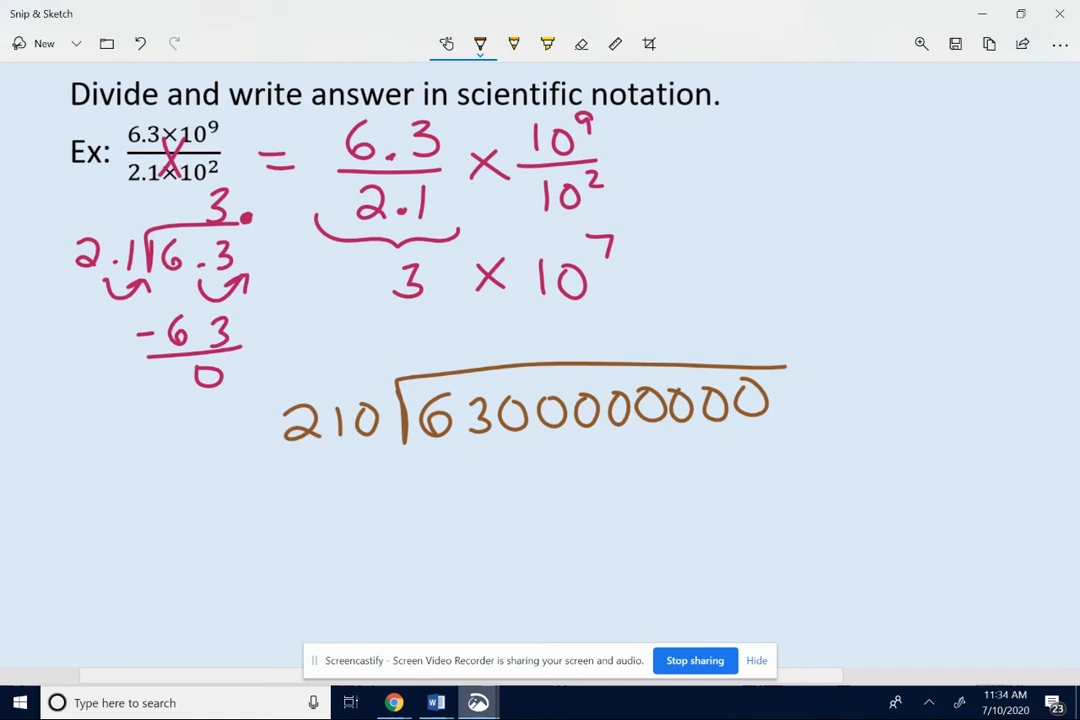 Snip & Sketch
New
Divide and write answer in scientific notation.
Ex: 6.3×10⁹ / 2.1×10² = 6.3 / 2.1 × 10⁹ / 10²
3.
2.1 6.3
3 × 10⁷
-63
0
210 6300000000
Screencastify - Screen Video Recorder is sharing your screen and audio. Stop sharing Hide
Type here to search
11:34 AM
7/10/2020
23